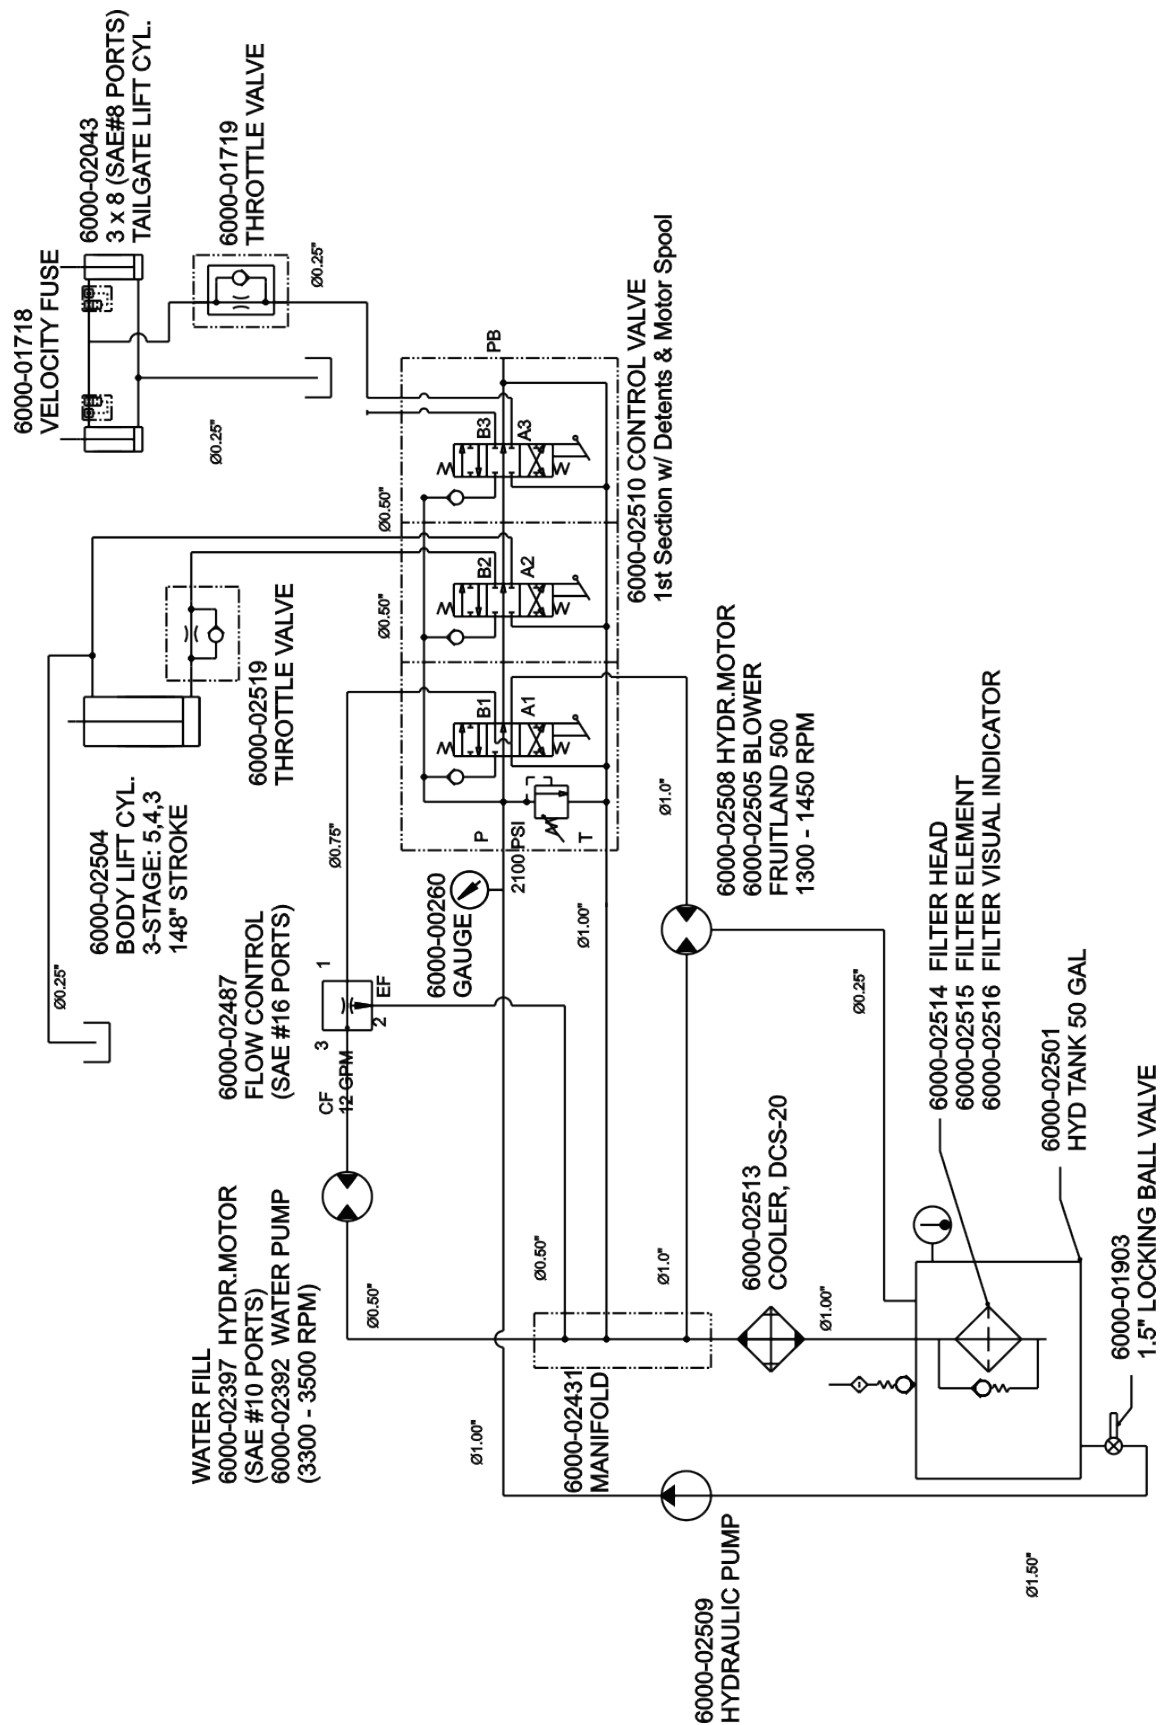 6000-01718
VELOCITY FUSE
6000-02043
3 x 8 (SAE#8 PORTS)
TAILGATE LIFT CYL.
6000-01719
THROTTLE VALVE
Ø0.25"
Ø0.25"
6000-02504
BODY LIFT CYL.
3-STAGE: 5,4,3
148" STROKE
Ø0.25"
6000-02519
THROTTLE VALVE
Ø0.50"
Ø0.50"
PB
B3
A3
B2
A2
B1
A1
P
T
2100 PSI
6000-02510 CONTROL VALVE
1st Section w/ Detents & Motor Spool
6000-02487
FLOW CONTROL
(SAE #16 PORTS)
Ø0.75"
1
3
2
EF
CF
12 GPM
6000-00260
GAUGE
Ø1.00"
Ø1.0"
WATER FILL
6000-02397 HYDR.MOTOR
(SAE #10 PORTS)
6000-02392 WATER PUMP
(3300 - 3500 RPM)
Ø0.50"
Ø0.50"
Ø1.0"
Ø1.00"
6000-02431
MANIFOLD
6000-02508 HYDR.MOTOR
6000-02505 BLOWER
FRUITLAND 500
1300 - 1450 RPM
Ø0.25"
6000-02513
COOLER, DCS-20
Ø1.00"
6000-02514 FILTER HEAD
6000-02515 FILTER ELEMENT
6000-02516 FILTER VISUAL INDICATOR
6000-02501
HYD TANK 50 GAL
6000-01903
1.5" LOCKING BALL VALVE
6000-02509
HYDRAULIC PUMP
Ø1.50"